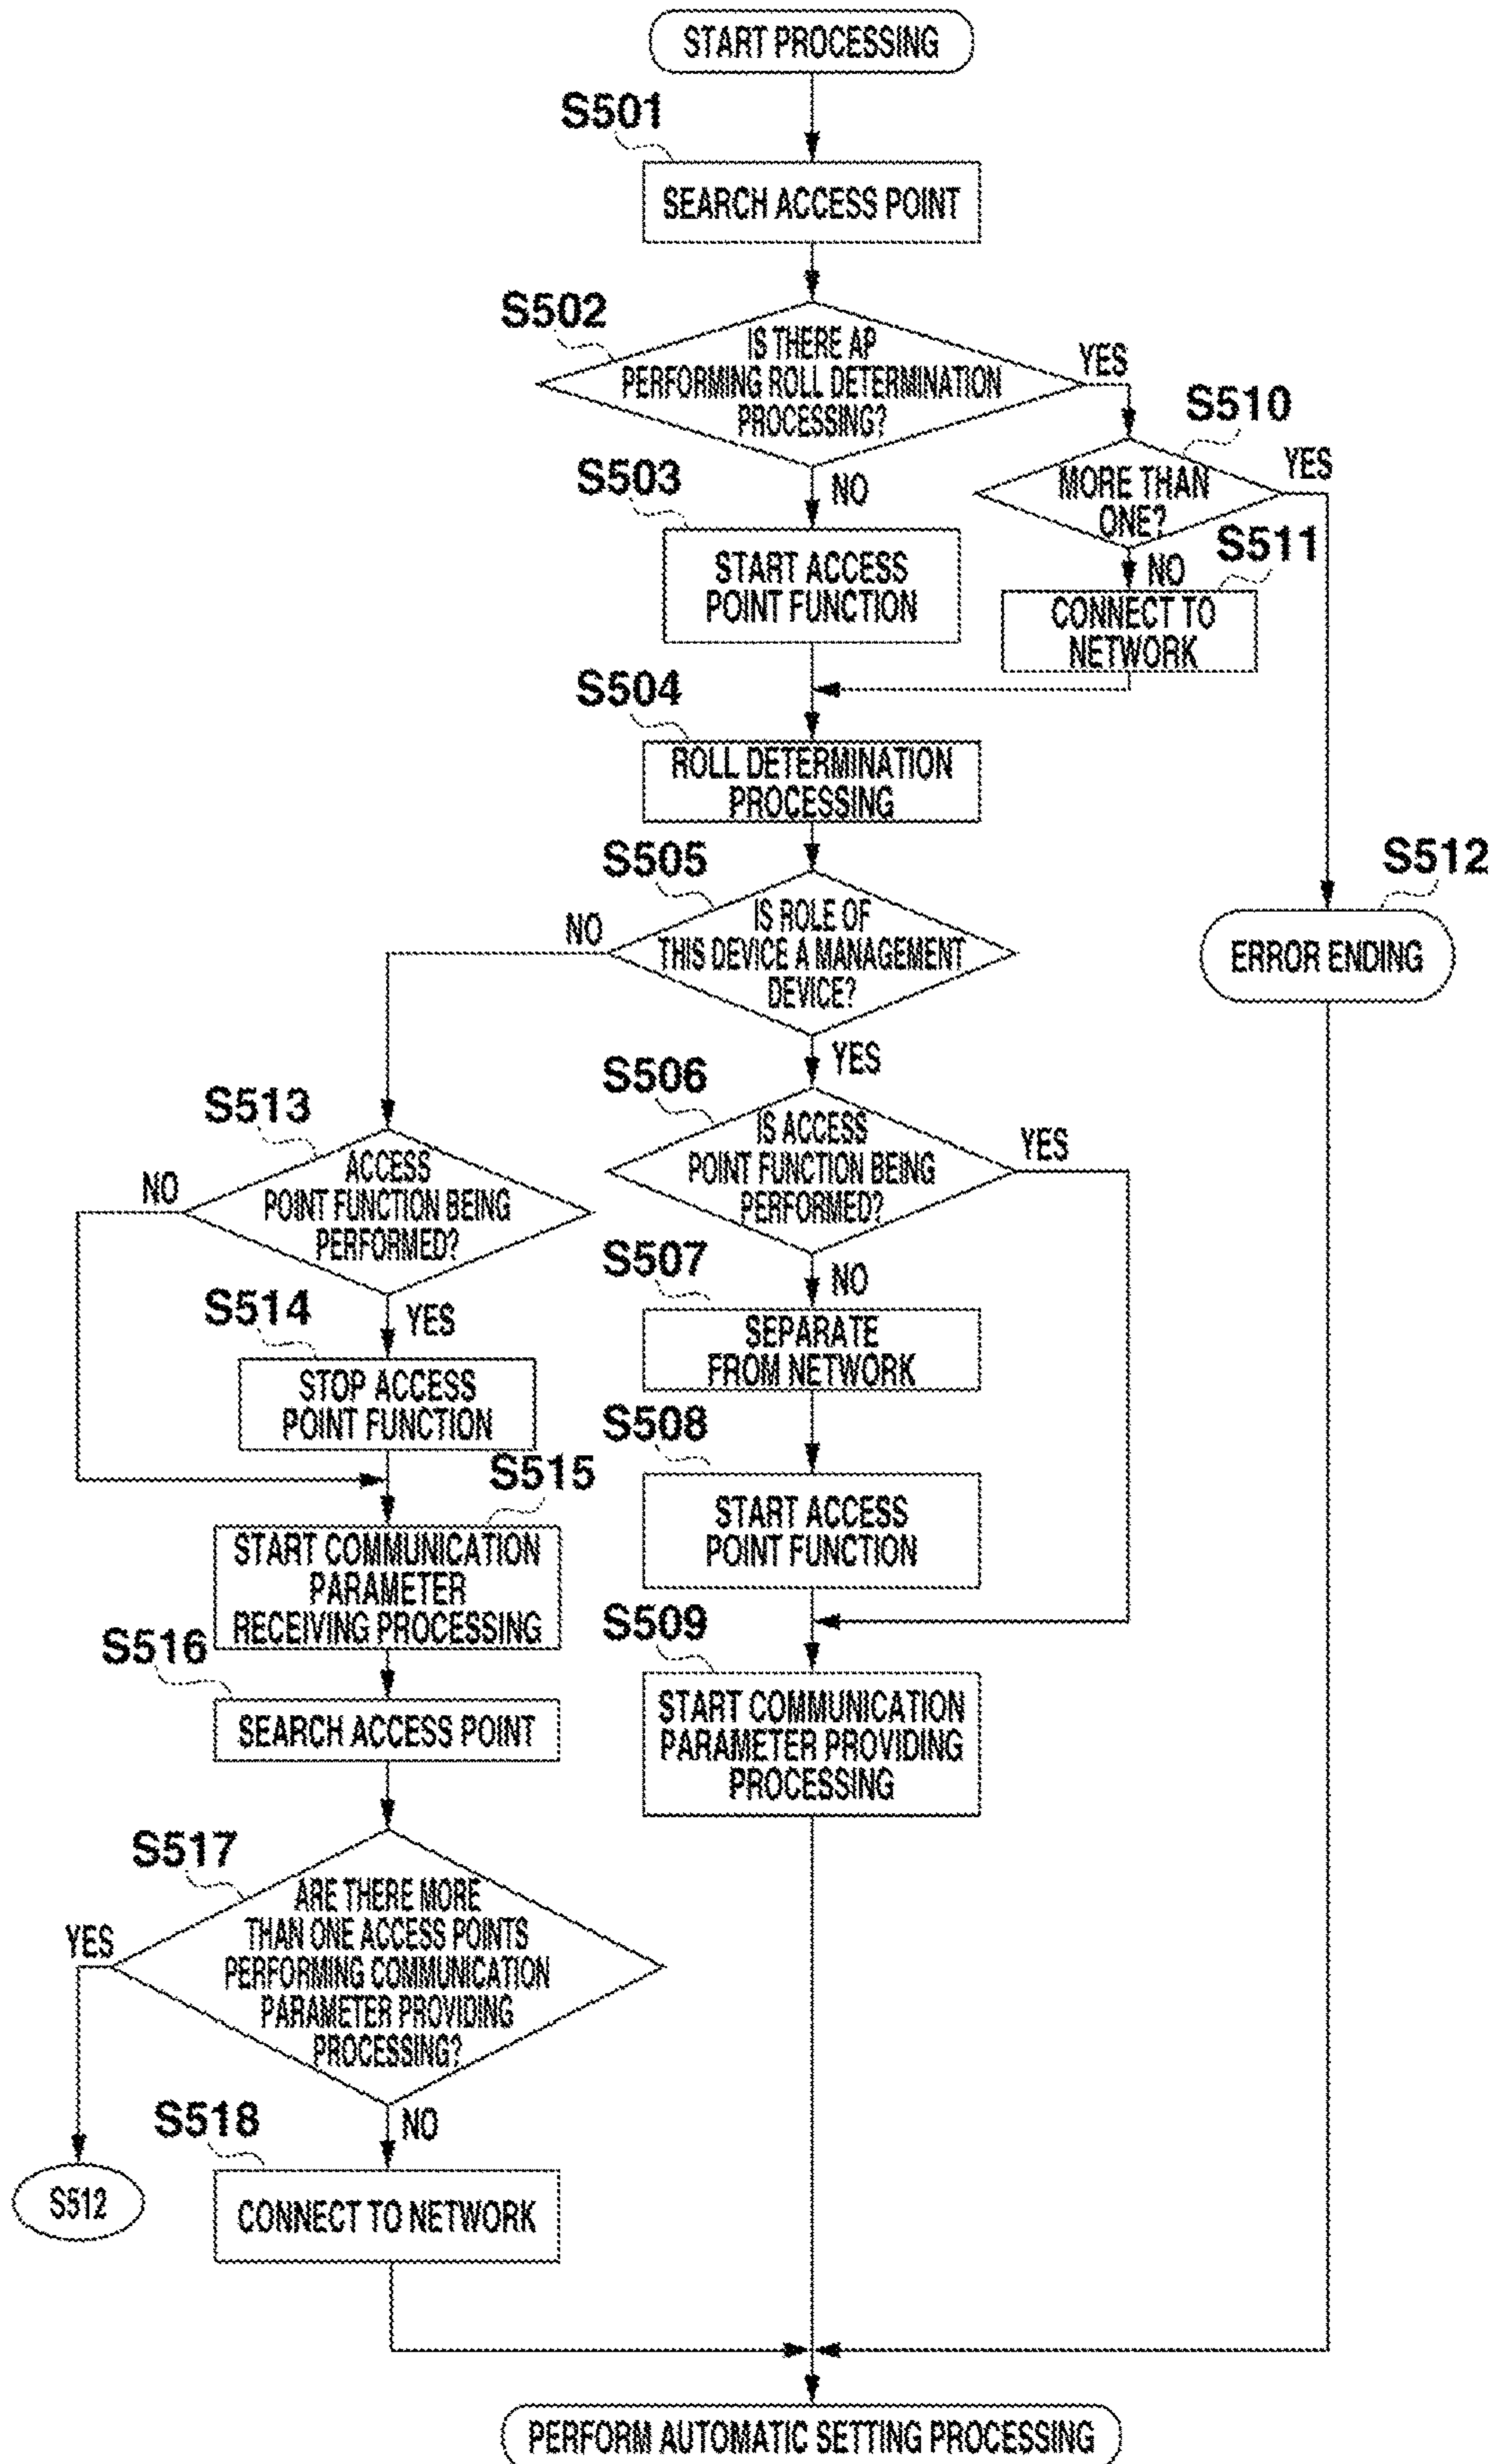 START PROCESSING
S501
SEARCH ACCESS POINT
S502
IS THERE AP
PERFORMING ROLL DETERMINATION
PROCESSING?
YES
S510
MORE THAN
ONE?
YES
NO
S503
START ACCESS
POINT FUNCTION
NO
S511
CONNECT TO
NETWORK
S504
ROLL DETERMINATION
PROCESSING
S505
IS ROLE OF
THIS DEVICE A MANAGEMENT
DEVICE?
NO
S512
ERROR ENDING
YES
S506
IS ACCESS
POINT FUNCTION BEING
PERFORMED?
YES
S513
ACCESS
POINT FUNCTION BEING
PERFORMED?
NO
S507
NO
SEPARATE
FROM NETWORK
S514
YES
STOP ACCESS
POINT FUNCTION
S508
START ACCESS
POINT FUNCTION
S515
START COMMUNICATION
PARAMETER
RECEIVING PROCESSING
S509
START COMMUNICATION
PARAMETER PROVIDING
PROCESSING
S516
SEARCH ACCESS POINT
S517
ARE THERE MORE
THAN ONE ACCESS POINTS
PERFORMING COMMUNICATION
PARAMETER PROVIDING
PROCESSING?
YES
S512
NO
S518
CONNECT TO NETWORK
PERFORM AUTOMATIC SETTING PROCESSING